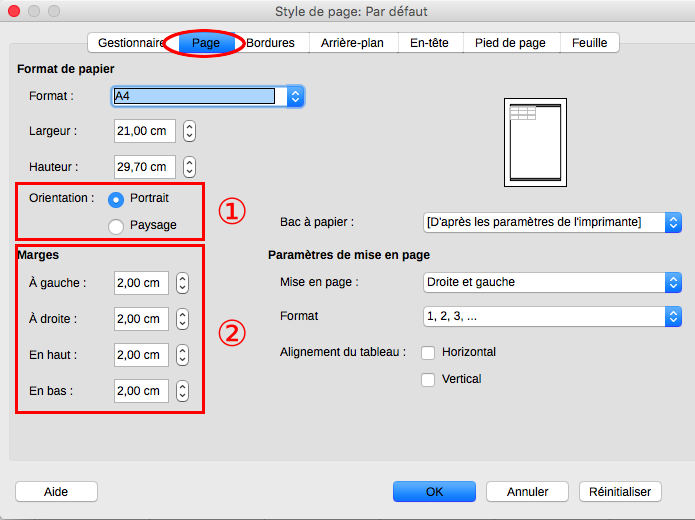 Style de page: Par défaut
Gestionnaire Page Bordures Arrière-plan En-tête Pied de page Feuille
Format de papier
Format : A4
Largeur : 21,00 cm
Hauteur : 29,70 cm
Orientation : Portrait
Paysage
①
Bac à papier : [D'après les paramètres de l'imprimante]
Marges
À gauche : 2,00 cm
À droite : 2,00 cm
En haut : 2,00 cm
En bas : 2,00 cm
②
Paramètres de mise en page
Mise en page : Droite et gauche
Format 1, 2, 3, ...
Alignement du tableau : Horizontal
Vertical
Aide OK Annuler Réinitialiser